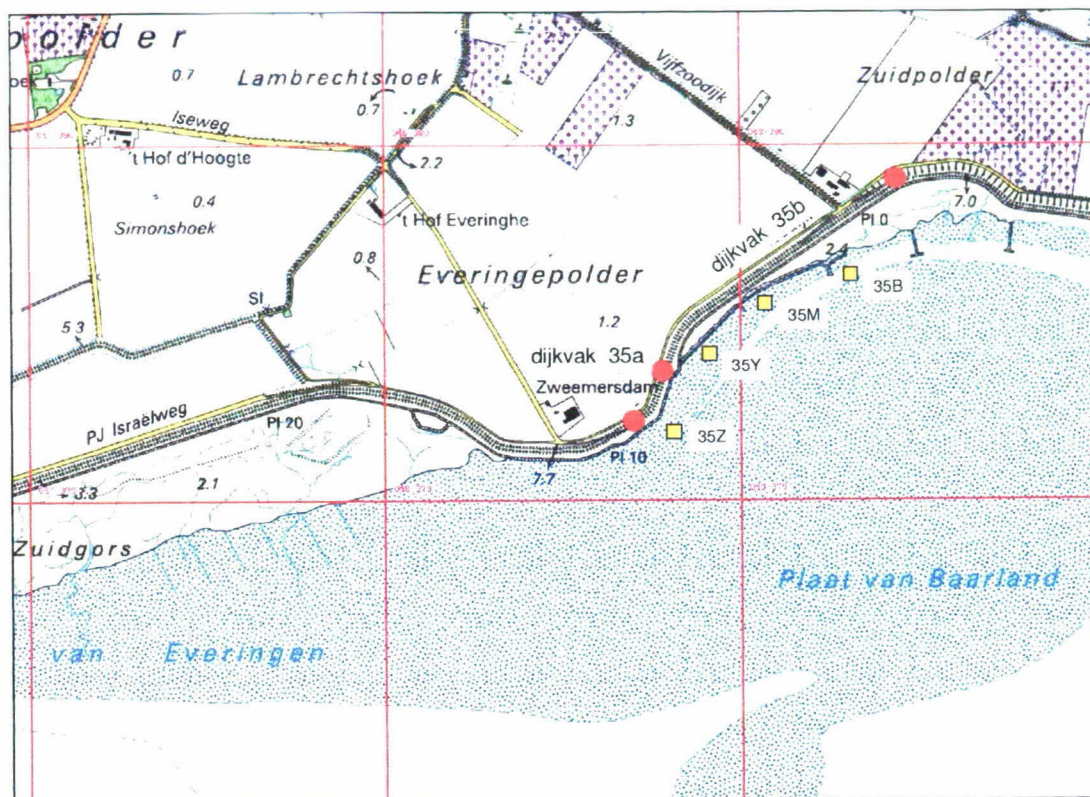 polder
0.7
Lambrechtshoek
0.7
Vijfzoodijk
Zuidpolder
Iseweg
1.3
't Hof d'Hoogte
2.2
0.4
Simonshoek
't Hof Everinghe
Pl 0
7.0
dijkvak 35b
2.4
0.8
Everingepolder
35B
Sl
35M
5.3
1.2
dijkvak 35a
35Y
Zweemersdam
PJ Israëlweg
Pl 20
Pl 10
35Z
7.7
3.3
2.1
Zuidgors
Plaat van Baarland
van Everingen